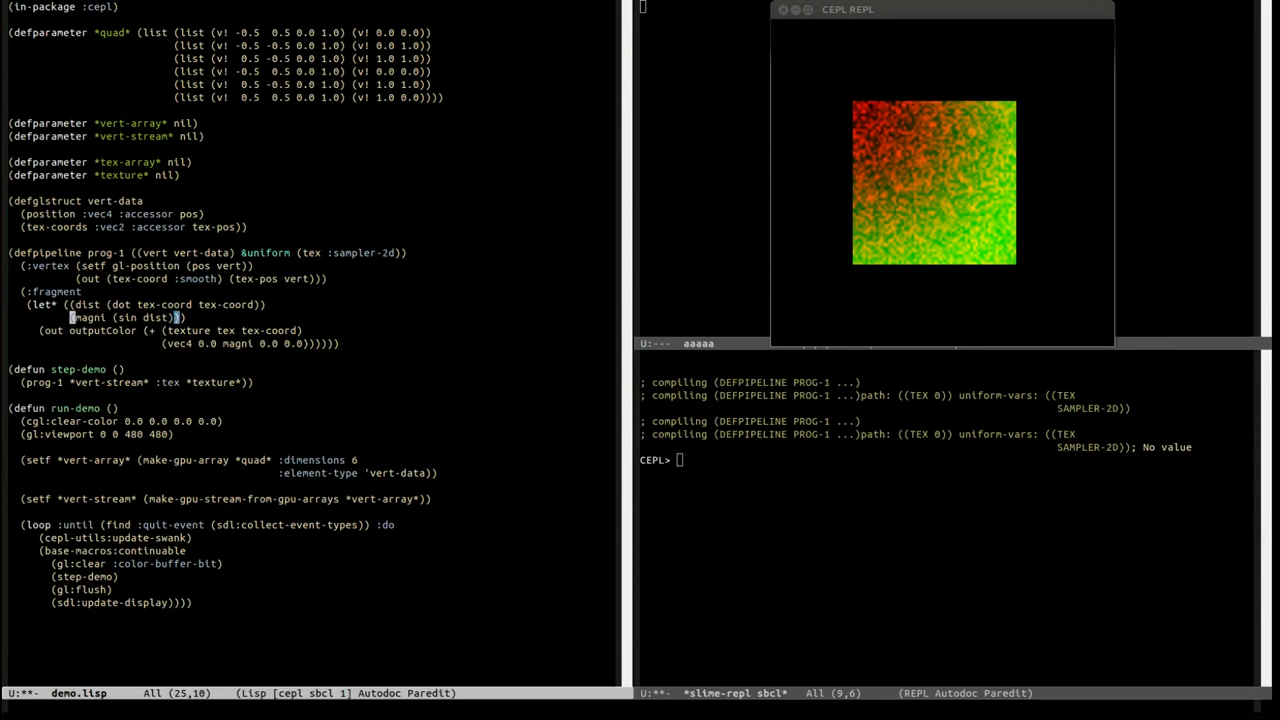 (in-package :cepl)
(defparameter *quad* (list (list (v! -0.5  0.5 0.0 1.0) (v! 0.0 0.0))
                           (list (v! -0.5 -0.5 0.0 1.0) (v! 0.0 1.0))
                           (list (v!  0.5 -0.5 0.0 1.0) (v! 1.0 1.0))
                           (list (v! -0.5  0.5 0.0 1.0) (v! 0.0 0.0))
                           (list (v!  0.5 -0.5 0.0 1.0) (v! 1.0 1.0))
                           (list (v!  0.5  0.5 0.0 1.0) (v! 1.0 0.0))))
(defparameter *vert-array* nil)
(defparameter *vert-stream* nil)
(defparameter *tex-array* nil)
(defparameter *texture* nil)
(defglstruct vert-data
  (position :vec4 :accessor pos)
  (tex-coords :vec2 :accessor tex-pos))
(defpipeline prog-1 ((vert vert-data) &uniform (tex :sampler-2d))
  (:vertex (setf gl-position (pos vert))
           (out (tex-coord :smooth) (tex-pos vert)))
  (:fragment
   (let* ((dist (dot tex-coord tex-coord))
          (magni (sin dist)))
     (out outputColor (+ (texture tex tex-coord)
                         (vec4 0.0 magni 0.0 0.0))))))
(defun step-demo ()
  (prog-1 *vert-stream* :tex *texture*))
(defun run-demo ()
  (cgl:clear-color 0.0 0.0 0.0 0.0)
  (gl:viewport 0 0 480 480)
  (setf *vert-array* (make-gpu-array *quad* :dimensions 6
                                            :element-type 'vert-data))
  (setf *vert-stream* (make-gpu-stream-from-gpu-arrays *vert-array*))
  (loop :until (find :quit-event (sdl:collect-event-types)) :do
     (cepl-utils:update-swank)
     (base-macros:continuable
       (gl:clear :color-buffer-bit)
       (step-demo)
       (gl:flush)
       (sdl:update-display))))
U:**-  demo.lisp      All (25,10)    (Lisp [cepl sbcl 1] Autodoc Paredit)
CEPL REPL
U:---  aaaaa
; compiling (DEFPIPELINE PROG-1 ...)
; compiling (DEFPIPELINE PROG-1 ...)path: ((TEX 0)) uniform-vars: ((TEX
                                                                    SAMPLER-2D))
; compiling (DEFPIPELINE PROG-1 ...)
; compiling (DEFPIPELINE PROG-1 ...)path: ((TEX 0)) uniform-vars: ((TEX
                                                                    SAMPLER-2D)); No value
CEPL>
U:**-  *slime-repl sbcl*   All (9,6)     (REPL Autodoc Paredit)